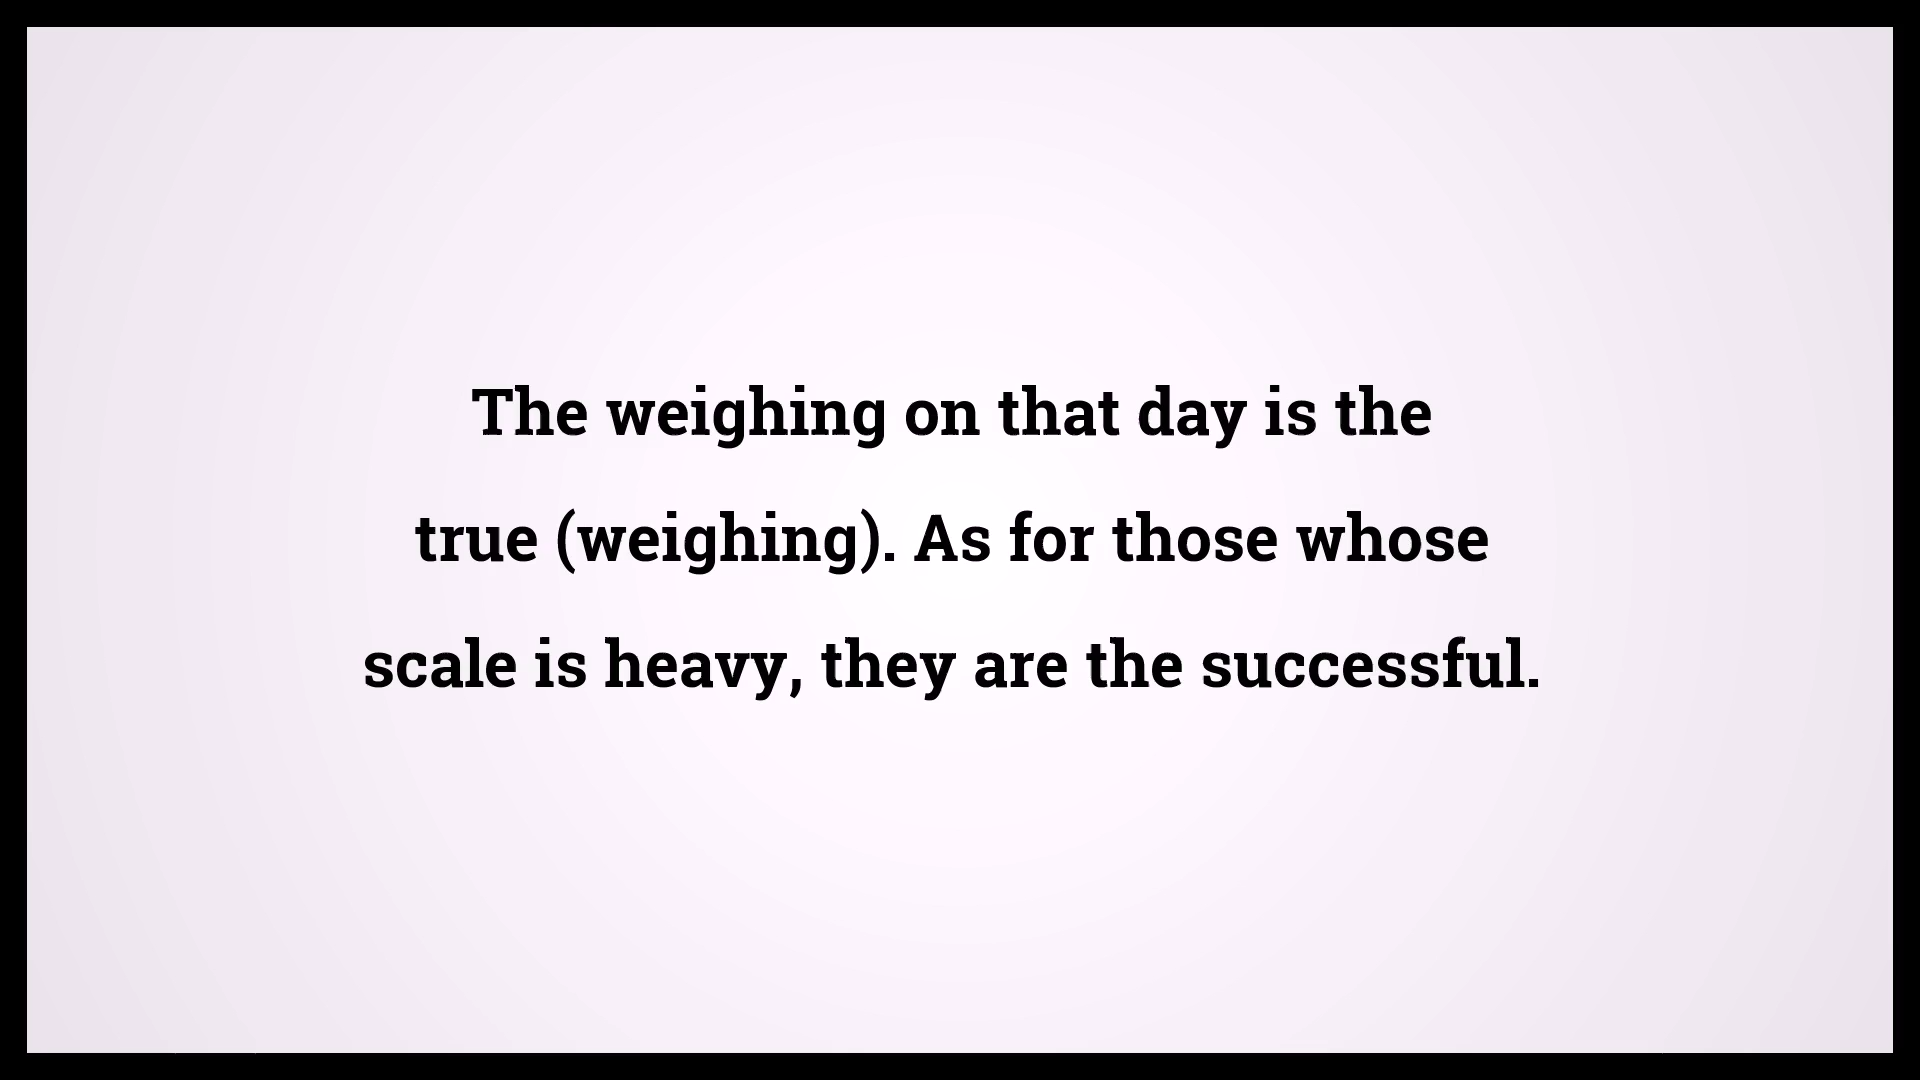 The weighing on that day is the
true (weighing). As for those whose
scale is heavy, they are the successful.